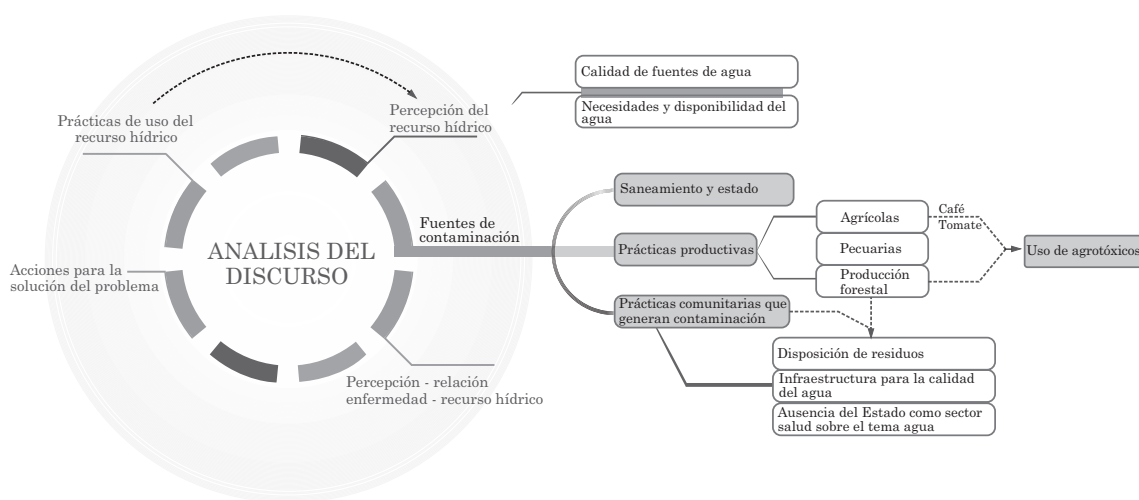 Prácticas de uso del
recurso hídrico
Percepción del
recurso hídrico
Calidad de fuentes de agua
Necesidades y disponibilidad del
agua
ANALISIS DEL
DISCURSO
Fuentes de
contaminación
Saneamiento y estado
Prácticas productivas
Prácticas comunitarias que
generan contaminación
Agrícolas
Pecuarias
Producción
forestal
Café
Tomate
Uso de agrotóxicos
Disposición de residuos
Infraestructura para la calidad
del agua
Ausencia del Estado como sector
salud sobre el tema agua
Acciones para la
solución del problema
Percepción - relación
enfermedad - recurso hídrico